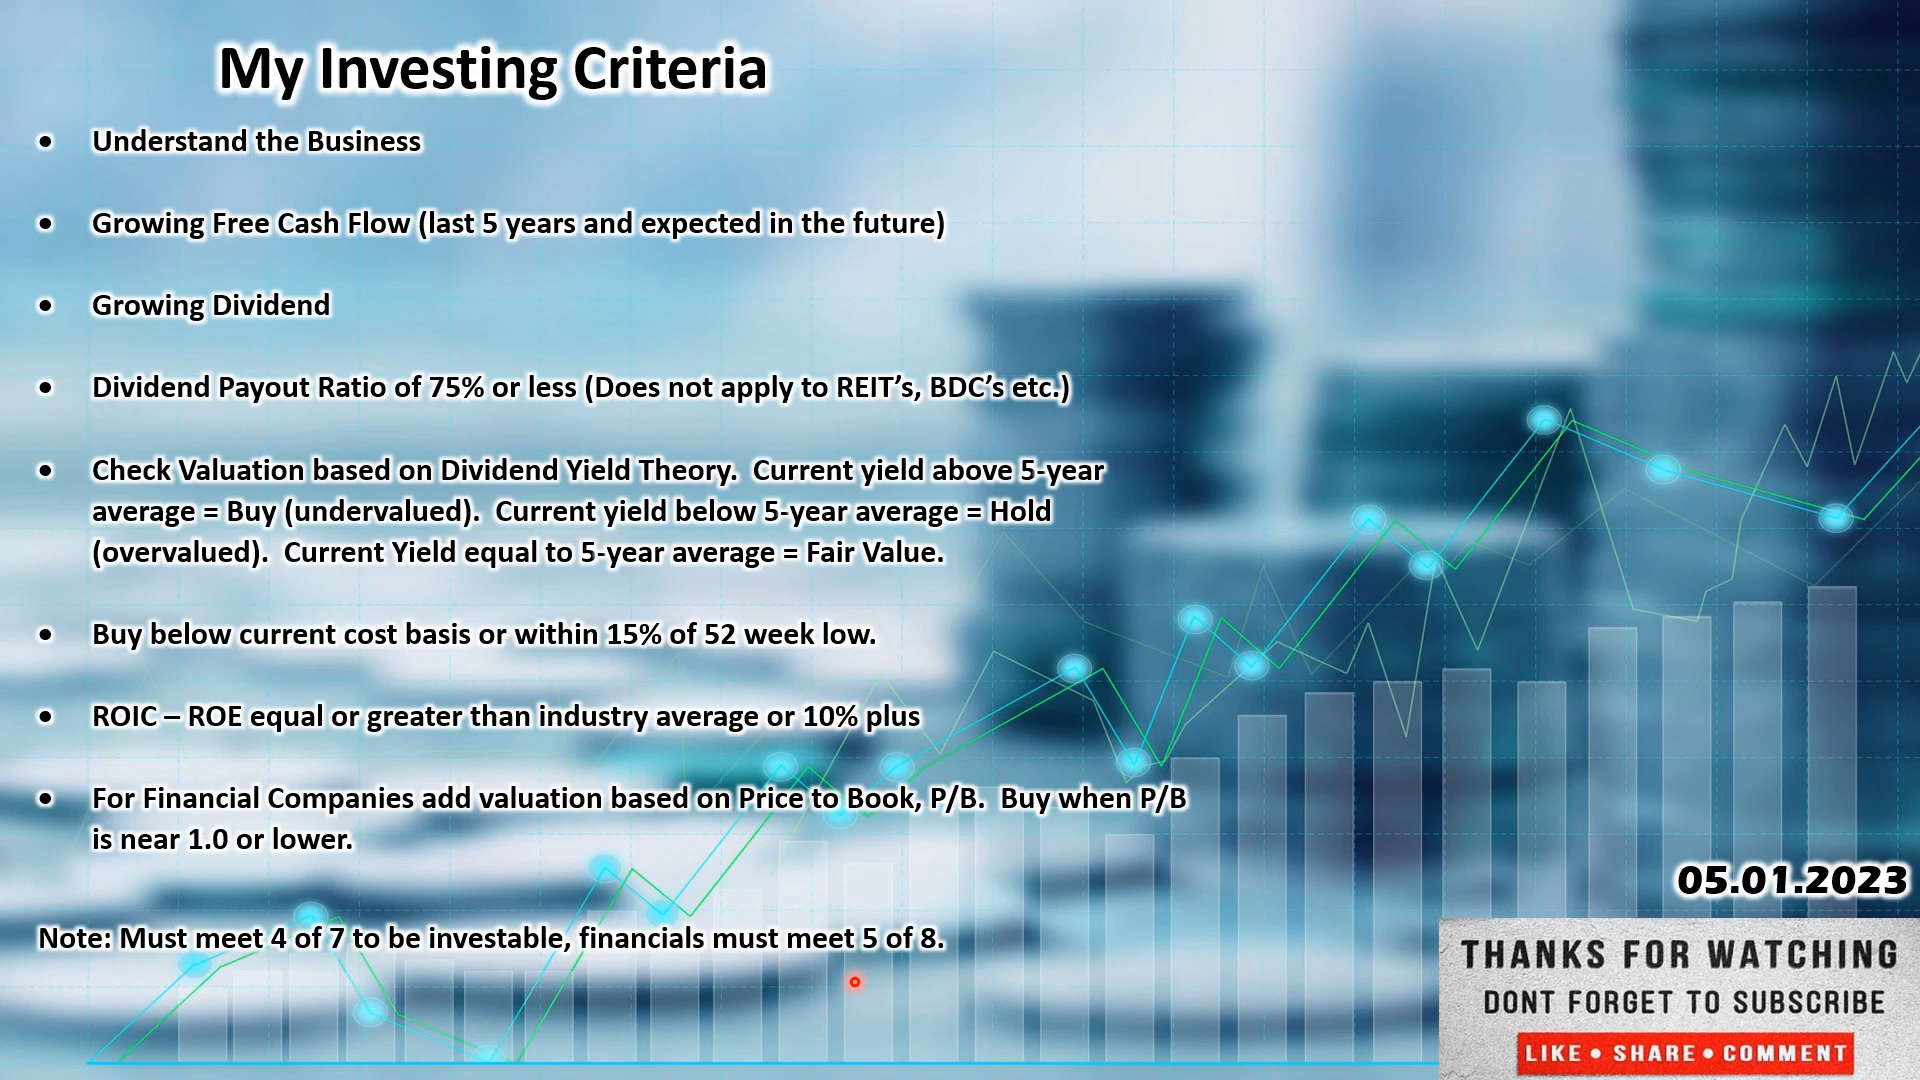 My Investing Criteria
• Understand the Business
• Growing Free Cash Flow (last 5 years and expected in the future)
• Growing Dividend
• Dividend Payout Ratio of 75% or less (Does not apply to REIT’s, BDC’s etc.)
• Check Valuation based on Dividend Yield Theory.  Current yield above 5-year
average = Buy (undervalued).  Current yield below 5-year average = Hold
(overvalued).  Current Yield equal to 5-year average = Fair Value.
• Buy below current cost basis or within 15% of 52 week low.
• ROIC – ROE equal or greater than industry average or 10% plus
• For Financial Companies add valuation based on Price to Book, P/B.  Buy when P/B
is near 1.0 or lower.
Note: Must meet 4 of 7 to be investable, financials must meet 5 of 8.
05.01.2023
THANKS FOR WATCHING
DONT FORGET TO SUBSCRIBE
LIKE • SHARE • COMMENT